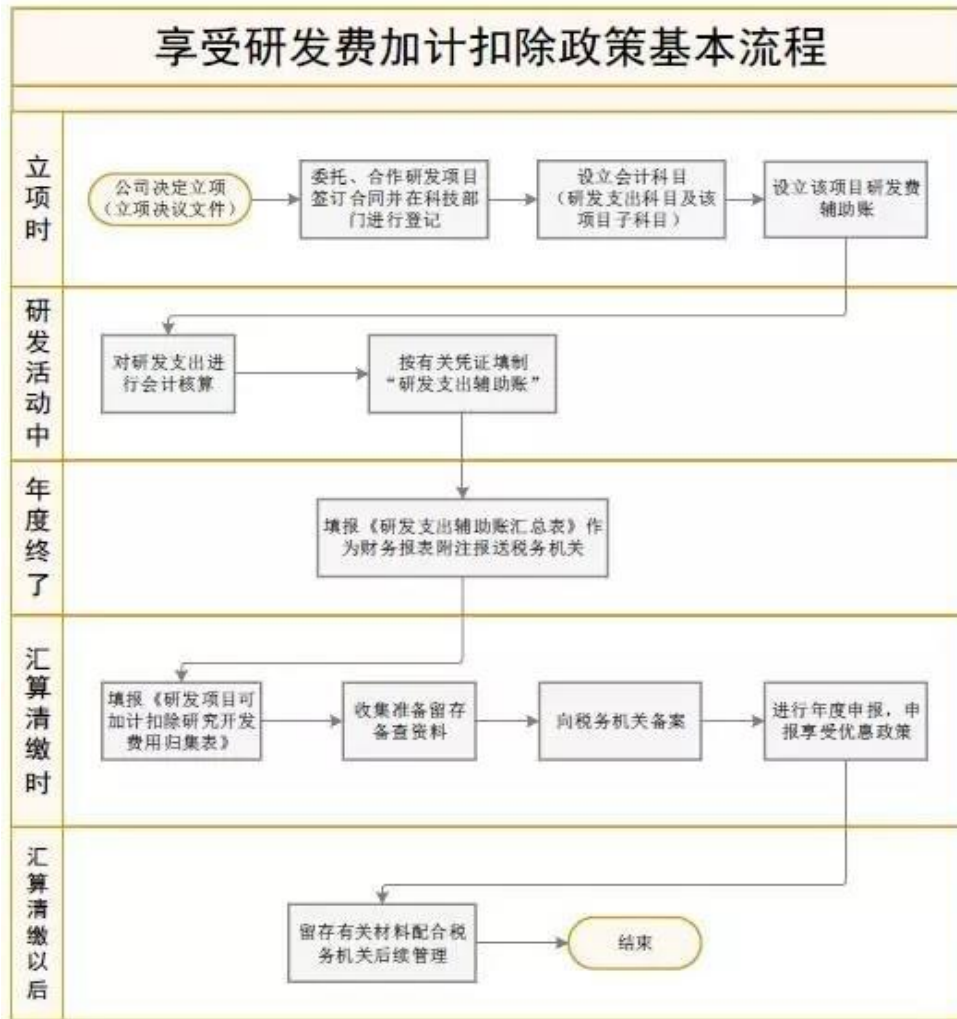 享受研发费加计扣除政策基本流程
立项时
公司决定立项
（立项决议文件）
委托、合作研发项目
签订合同并在科技部
门进行登记
设立会计科目
（研发支出科目及该
项目子科目）
设立该项目研发费
辅助账
研发活动中
对研发支出进
行会计核算
按有关凭证填制
“研发支出辅助账”
年度终了
填报《研发支出辅助账汇总表》作
为财务报表附注报送税务机关
汇算清缴时
填报《研发项目可
加计扣除研究开发
费用归集表》
收集准备留存
备查资料
向税务机关备案
进行年度申报，申
报享受优惠政策
汇算清缴以后
留存有关材料配合税
务机关后续管理
结束